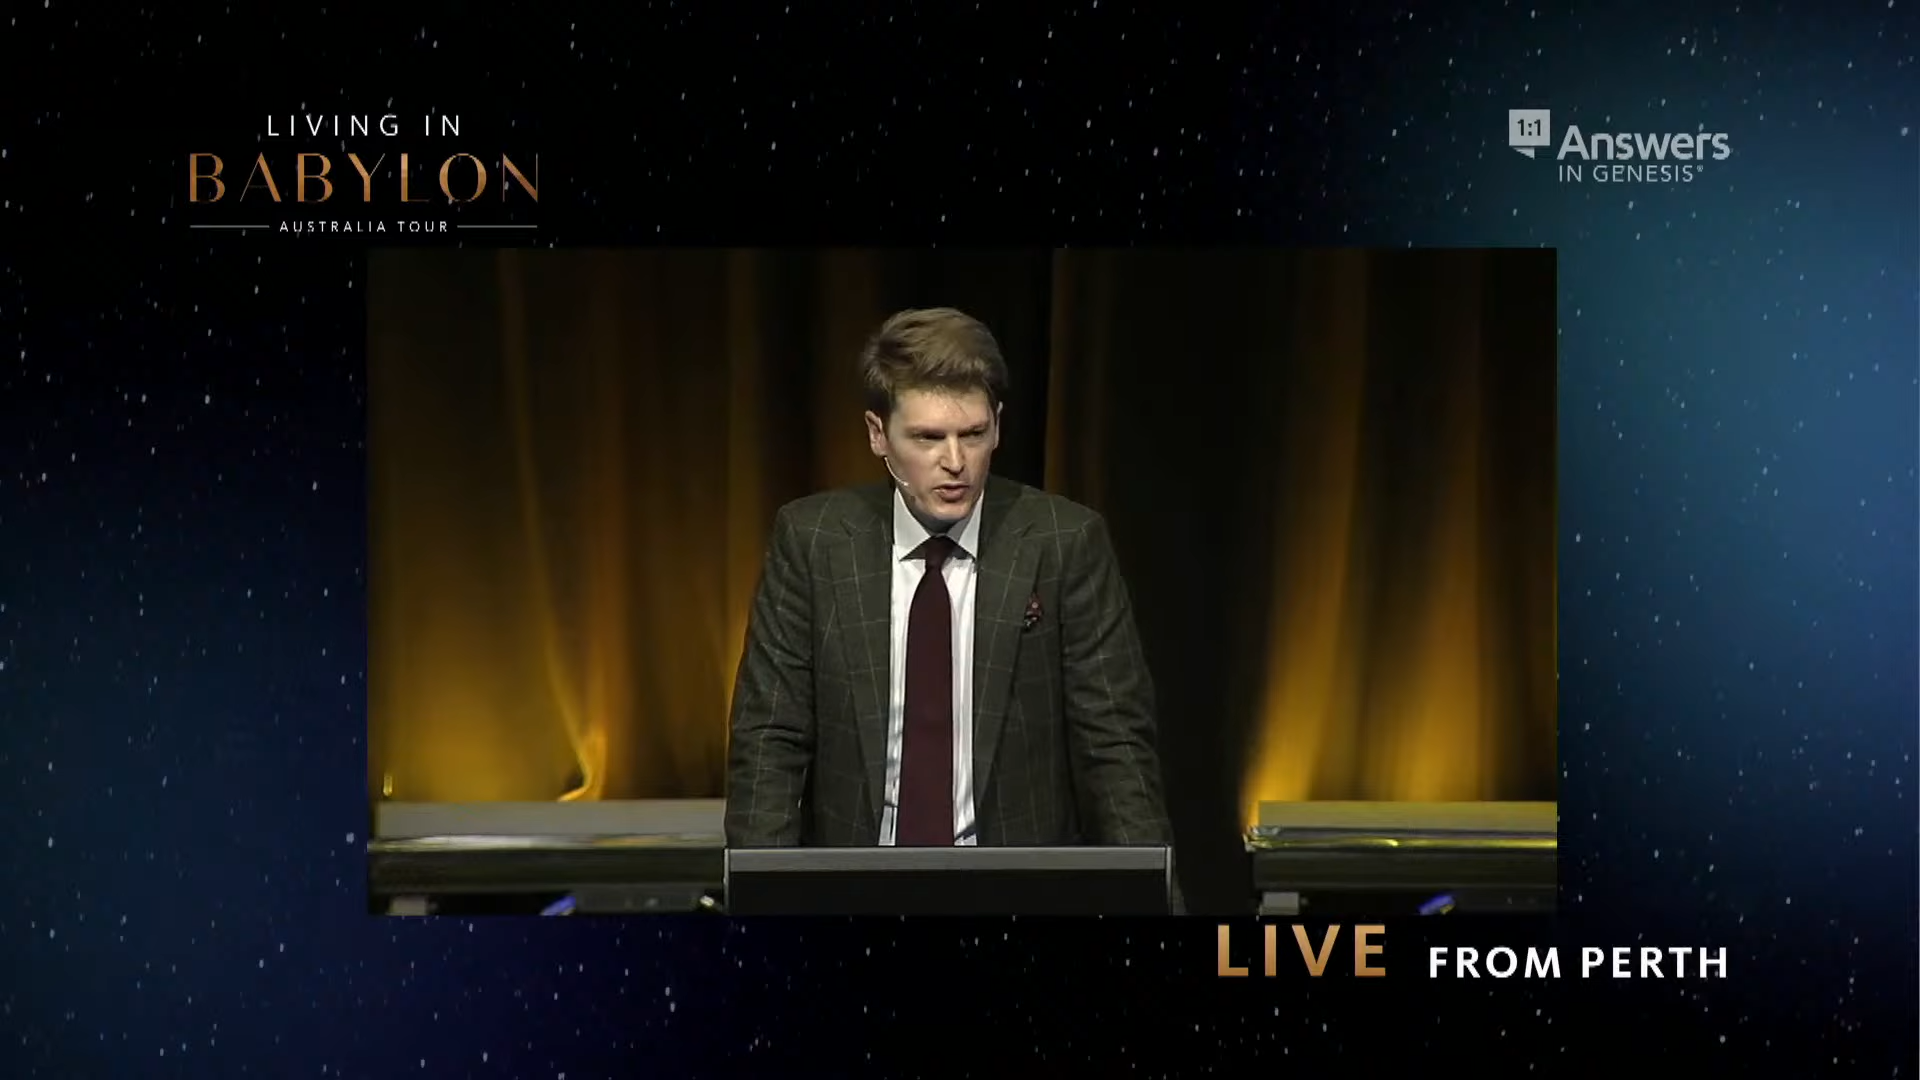 LIVING IN
BABYLON
AUSTRALIA TOUR
1:1
Answers
IN GENESIS®
LIVE FROM PERTH